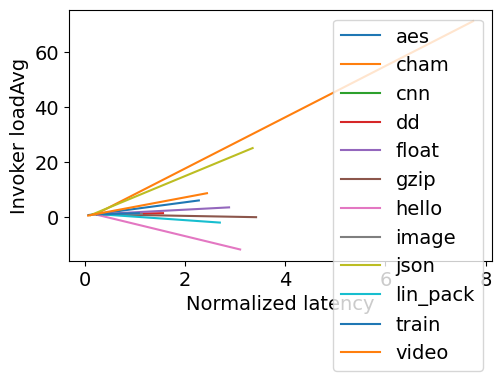 Invoker loadAvg
60
40
20
0
0
2
4
6
8
Normalized latency
aes
cham
cnn
dd
float
gzip
hello
image
json
lin_pack
train
video